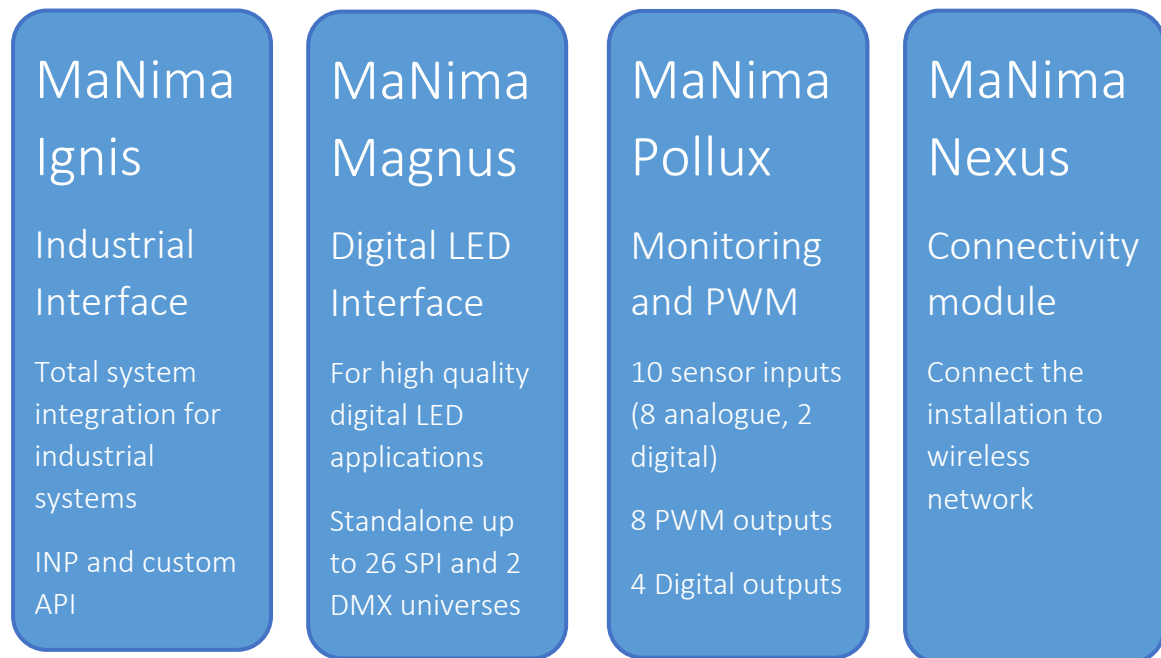 MaNima
Ignis
Industrial
Interface
Total system
integration for
industrial
systems
INP and custom
API
MaNima
Magnus
Digital LED
Interface
For high quality
digital LED
applications
Standalone up
to 26 SPI and 2
DMX universes
MaNima
Pollux
Monitoring
and PWM
10 sensor inputs
(8 analogue, 2
digital)
8 PWM outputs
4 Digital outputs
MaNima
Nexus
Connectivity
module
Connect the
installation to
wireless
network